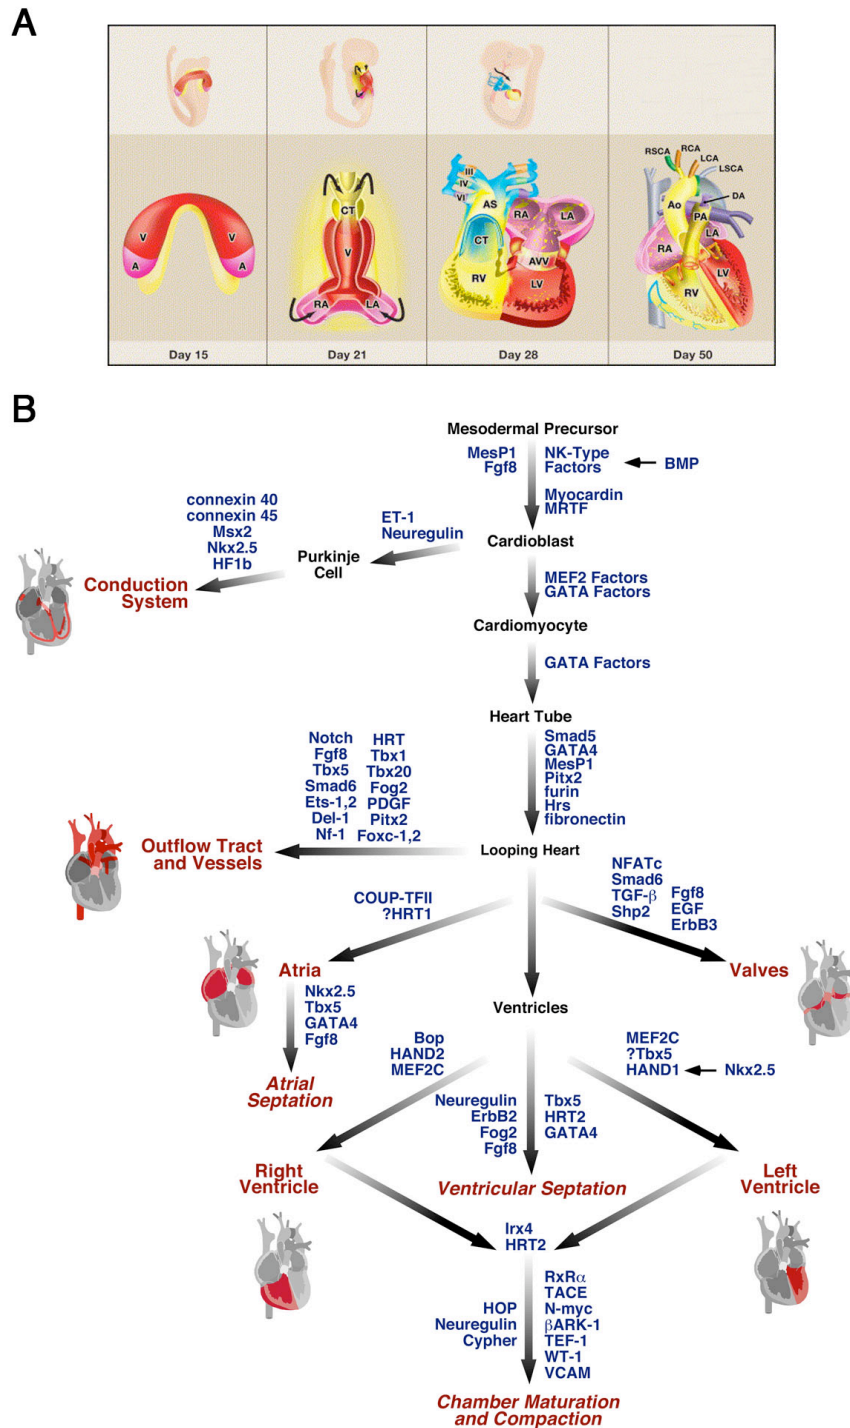 A
V
V
A
A
Day 15
CT
V
RA
LA
Day 21
III
IV
VI
AS
RA
LA
CT
AVV
RV
LV
Day 28
RSCA
RCA
LCA
LSCA
DA
Ao
PA
RA
LA
LV
RV
Day 50
B
Mesodermal Precursor
MesP1
Fgf8
NK-Type
Factors
BMP
Myocardin
MRTF
Cardioblast
ET-1
Neuregulin
Purkinje
Cell
connexin 40
connexin 45
Msx2
Nkx2.5
HF1b
Conduction
System
MEF2 Factors
GATA Factors
Cardiomyocyte
GATA Factors
Heart Tube
Smad5
GATA4
MesP1
Pitx2
furin
Hrs
fibronectin
Looping Heart
Notch
Fgf8
Tbx5
Smad6
Ets-1,2
Del-1
Nf-1
HRT
Tbx1
Tbx20
Fog2
PDGF
Pitx2
Foxc-1,2
Outflow Tract
and Vessels
COUP-TFII
?HRT1
Atria
Nkx2.5
Tbx5
GATA4
Fgf8
Atrial
Septation
NFATc
Smad6
TGF-β
Shp2
Fgf8
EGF
ErbB3
Valves
Ventricles
Bop
HAND2
MEF2C
Right
Ventricle
Neuregulin
ErbB2
Fog2
Fgf8
Tbx5
HRT2
GATA4
Ventricular Septation
MEF2C
?Tbx5
HAND1
Nkx2.5
Left
Ventricle
Irx4
HRT2
HOP
Neuregulin
Cypher
RxRα
TACE
N-myc
βARK-1
TEF-1
WT-1
VCAM
Chamber Maturation
and Compaction